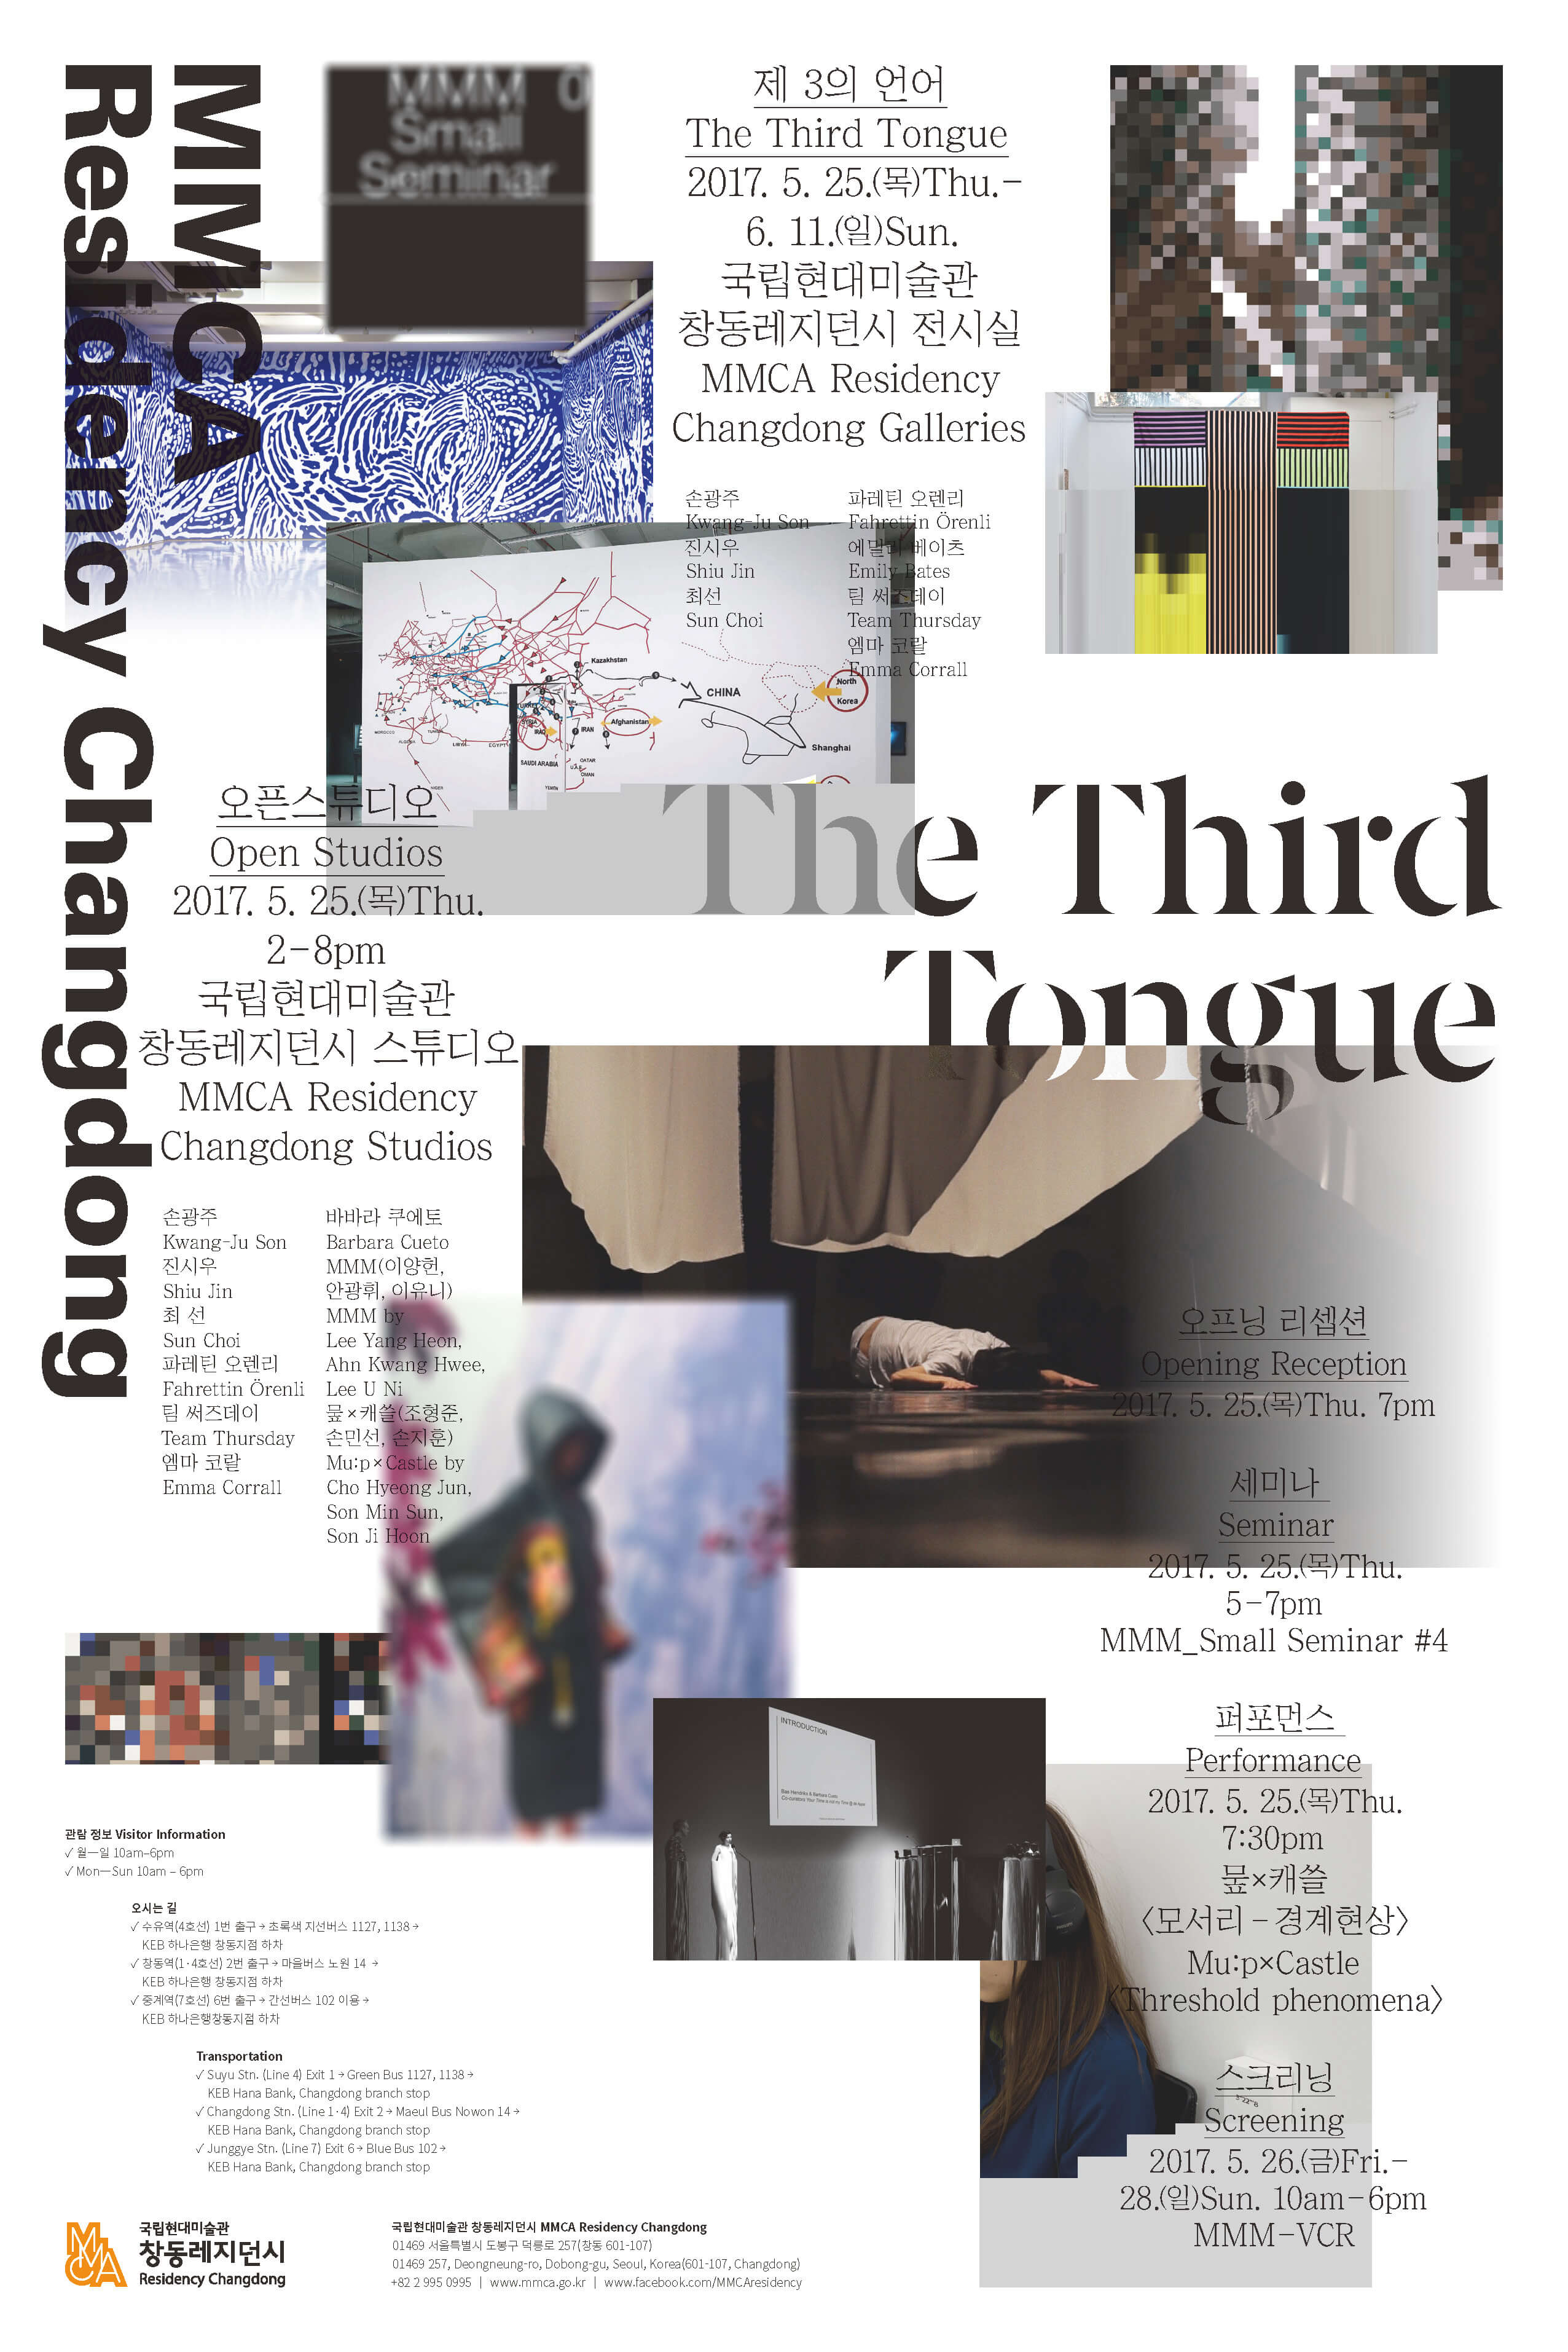 MMCA
Residency Changdong
MMM 0
Small
Seminar
제 3의 언어
The Third Tongue
2017. 5. 25.(목)Thu.–
6. 11.(일)Sun.
국립현대미술관
창동레지던시 전시실
MMCA Residency
Changdong Galleries
손광주
Kwang-Ju Son
진시우
Shiu Jin
최선
Sun Choi
파레틴 오렌리
Fahrettin Örenli
에밀리 베이츠
Emily Bates
팀 써즈데이
Team Thursday
엠마 코랄
Emma Corrall
Kazakhstan
CHINA
North
Korea
Shanghai
Afghanistan
IRAN
IRAQ
SAUDI ARABIA
QATAR
OMAN
YEMEN
EGYPT
MOROCCO
The Third
Tongue
오픈스튜디오
Open Studios
2017. 5. 25.(목)Thu.
2–8pm
국립현대미술관
창동레지던시 스튜디오
MMCA Residency
Changdong Studios
손광주
Kwang-Ju Son
진시우
Shiu Jin
최 선
Sun Choi
파레틴 오렌리
Fahrettin Örenli
팀 써즈데이
Team Thursday
엠마 코랄
Emma Corrall
바바라 쿠에토
Barbara Cueto
MMM(이양헌,
안광휘, 이유니)
MMM by
Lee Yang Heon,
Ahn Kwang Hwee,
Lee U Ni
뭎×캐쓸(조형준,
손민선, 손지훈)
Mu:p×Castle by
Cho Hyeong Jun,
Son Min Sun,
Son Ji Hoon
오프닝 리셉션
Opening Reception
2017. 5. 25.(목)Thu. 7pm
세미나
Seminar
2017. 5. 25.(목)Thu.
5–7pm
MMM_Small Seminar #4
INTRODUCTION
퍼포먼스
Performance
2017. 5. 25.(목)Thu.
7:30pm
뭎×캐쓸
〈모서리 – 경계현상〉
Mu:p×Castle
〈Threshold phenomena〉
스크리닝
Screening
2017. 5. 26.(금)Fri.–
28.(일)Sun. 10am–6pm
MMM-VCR
관람 정보 Visitor Information
✓ 월—일 10am–6pm
✓ Mon—Sun 10am – 6pm
오시는 길
✓ 수유역(4호선) 1번 출구 → 초록색 지선버스 1127, 1138 →
KEB 하나은행 창동지점 하차
✓ 창동역(1·4호선) 2번 출구 → 마을버스 노원 14 →
KEB 하나은행 창동지점 하차
✓ 중계역(7호선) 6번 출구 → 간선버스 102 이용 →
KEB 하나은행창동지점 하차
Transportation
✓ Suyu Stn. (Line 4) Exit 1 → Green Bus 1127, 1138 →
KEB Hana Bank, Changdong branch stop
✓ Changdong Stn. (Line 1·4) Exit 2 → Maeul Bus Nowon 14 →
KEB Hana Bank, Changdong branch stop
✓ Junggye Stn. (Line 7) Exit 6 → Blue Bus 102 →
KEB Hana Bank, Changdong branch stop
MMCA
국립현대미술관
창동레지던시
Residency Changdong
국립현대미술관 창동레지던시 MMCA Residency Changdong
01469 서울특별시 도봉구 덕릉로 257(창동 601-107)
01469 257, Deongneung-ro, Dobong-gu, Seoul, Korea(601-107, Changdong)
+82 2 995 0995 | www.mmca.go.kr | www.facebook.com/MMCAresidency